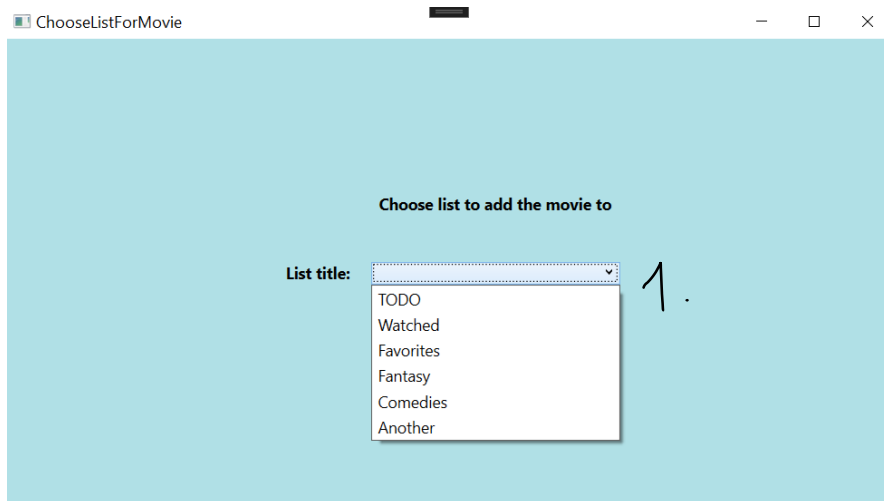 ChooseListForMovie
Choose list to add the movie to
List title:
1.
TODO
Watched
Favorites
Fantasy
Comedies
Another